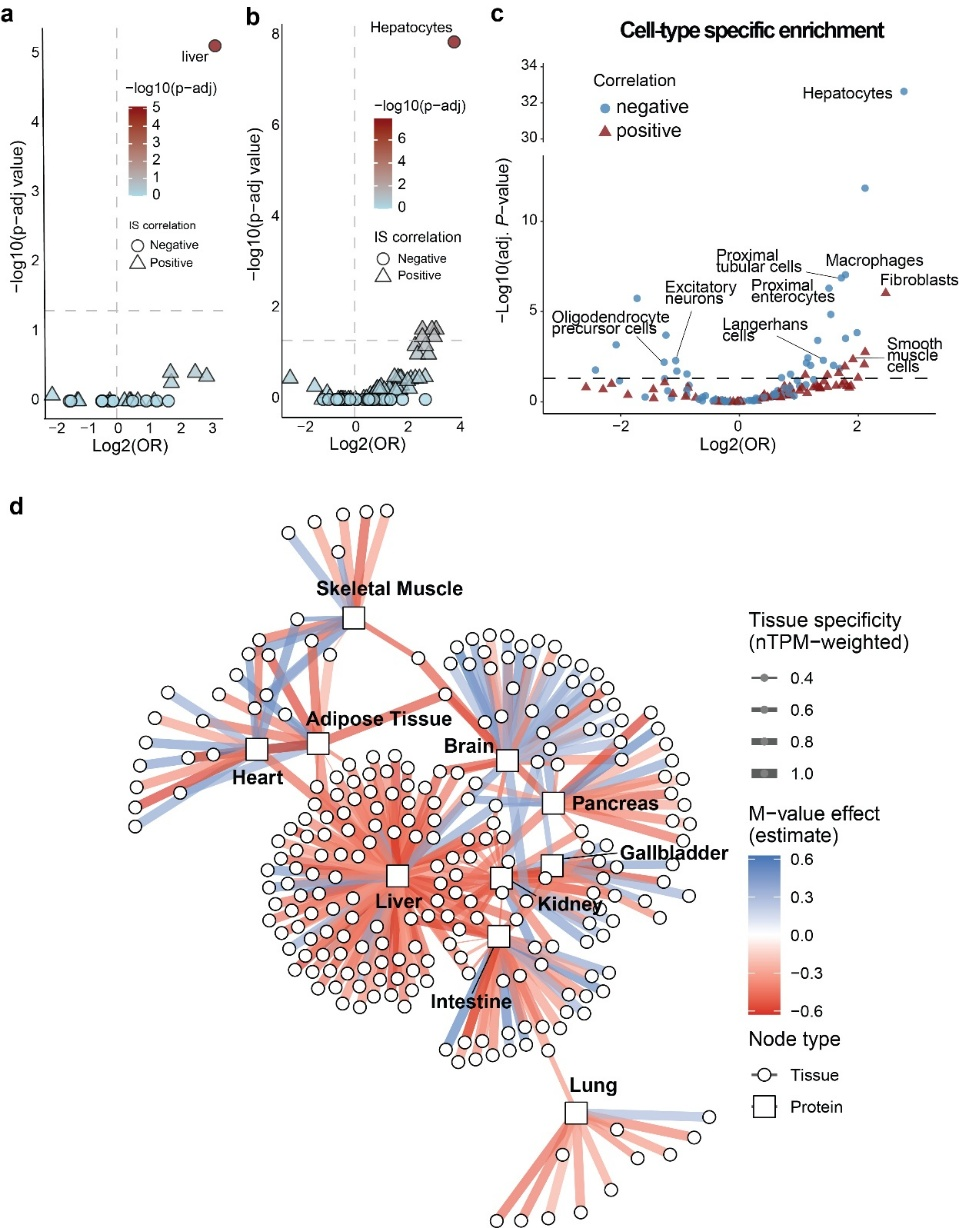 a
5
4
3
2
1
0
−log10(p−adj value)
liver
−log10(p−adj)
5
4
3
2
1
0
IS correlation
Negative
Positive
−2
−1
0
1
2
3
Log2(OR)
b
8
6
4
2
0
−log10(p−adj value)
Hepatocytes
−log10(p−adj)
6
4
2
0
IS correlation
Negative
Positive
−2
0
2
4
Log2(OR)
c
Cell-type specific enrichment
34
32
30
10
5
0
−Log10(adj. P−value)
Correlation
negative
positive
Hepatocytes
Proximal
tubular cells
Macrophages
Fibroblasts
Excitatory
neurons
Proximal
enterocytes
Oligodendrocyte
precursor cells
Langerhans
cells
Smooth
muscle
cells
−2
0
2
Log2(OR)
d
Skeletal Muscle
Adipose Tissue
Brain
Heart
Pancreas
Gallbladder
Liver
Kidney
Intestine
Lung
Tissue specificity
(nTPM−weighted)
0.4
0.6
0.8
1.0
M−value effect
(estimate)
0.6
0.3
0.0
−0.3
−0.6
Node type
Tissue
Protein